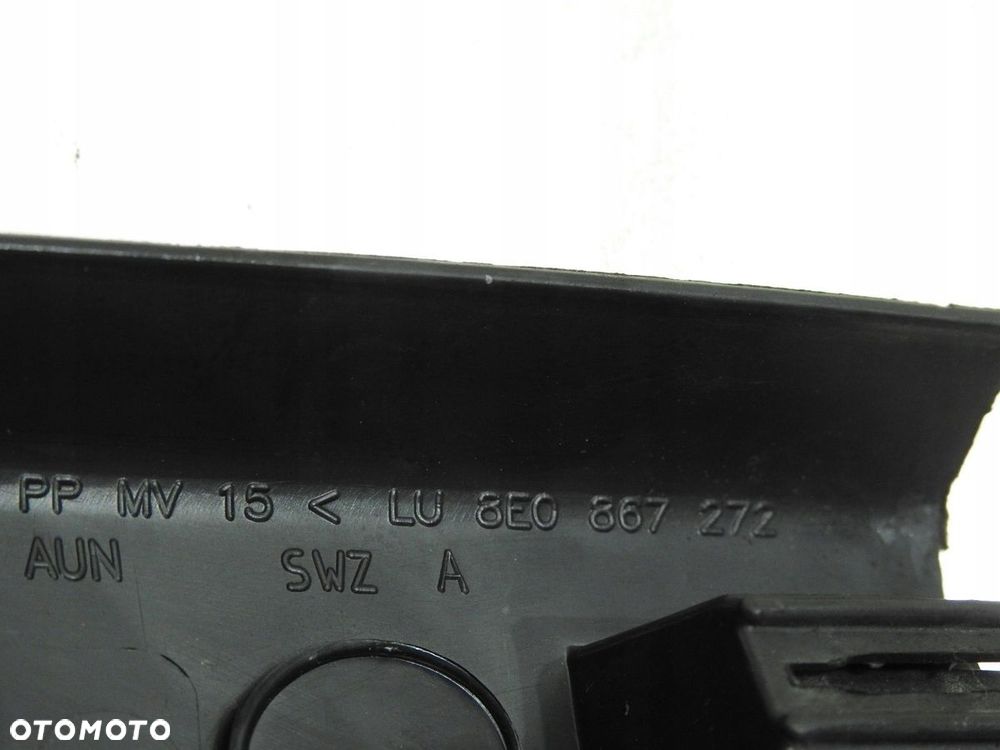 PP MV 15 < LU 8E0 867 272
AUN SWZ A
OTOMOTO